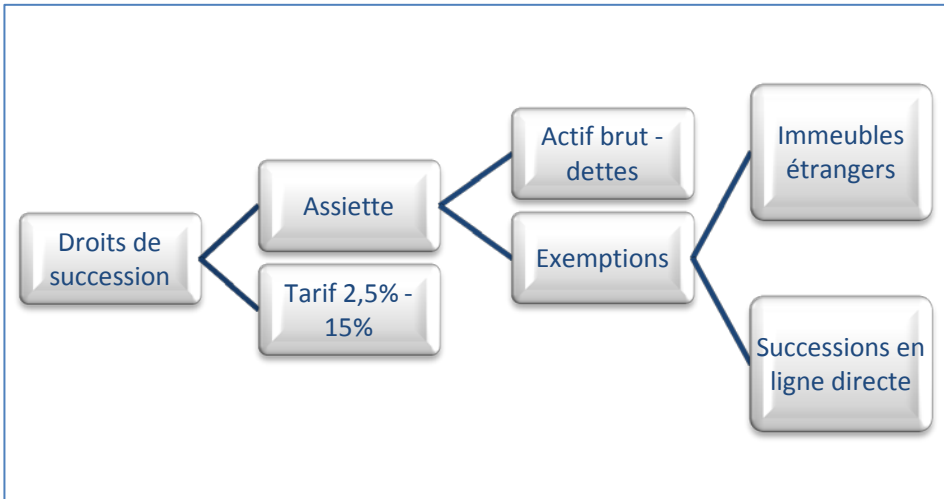 Droits de
succession
Assiette
Tarif 2,5% -
15%
Actif brut -
dettes
Exemptions
Immeubles
étrangers
Successions en
ligne directe